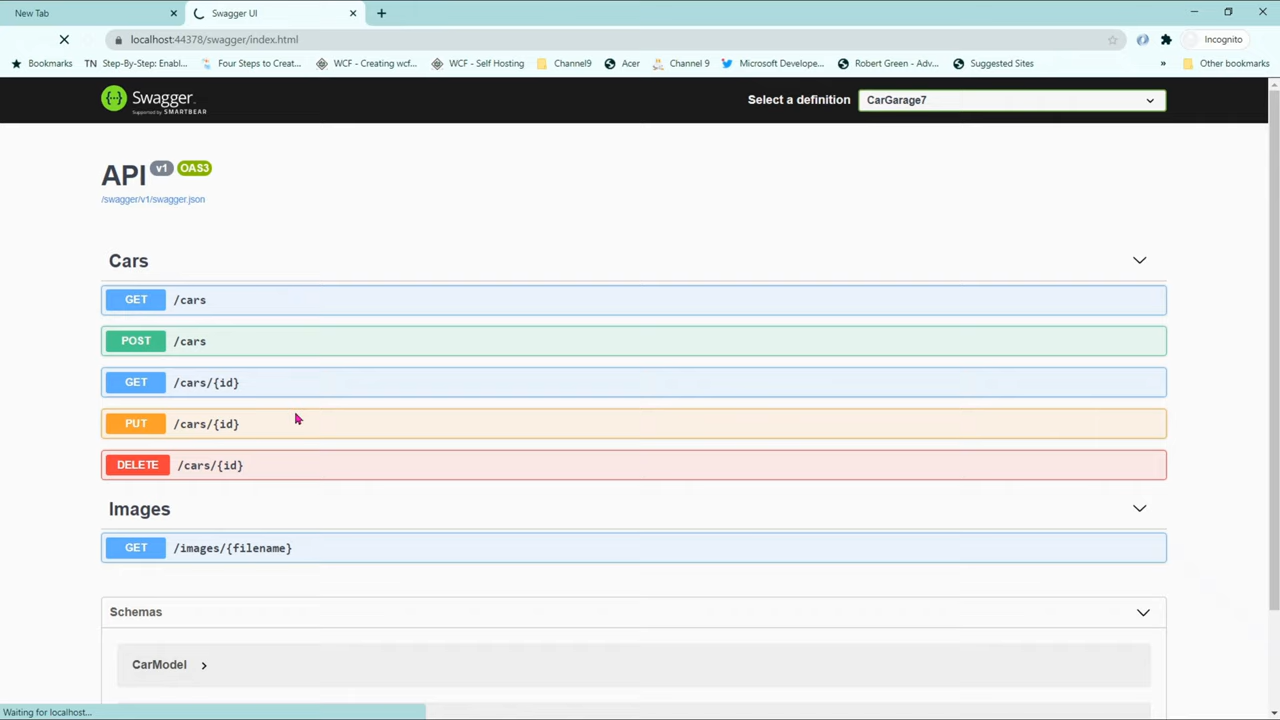 New Tab
Swagger UI
localhost:44378/swagger/index.html
Incognito
Bookmarks
TN Step-By-Step: Enabl...
Four Steps to Creat...
WCF - Creating wcf...
WCF - Self Hosting
Channel9
Acer
Channel 9
Microsoft Develope...
Robert Green - Adv...
Suggested Sites
»
Other bookmarks
Swagger.
Supported by SMARTBEAR
Select a definition
CarGarage7
API v1 OAS3
/swagger/v1/swagger.json
Cars
GET /cars
POST /cars
GET /cars/{id}
PUT /cars/{id}
DELETE /cars/{id}
Images
GET /images/{filename}
Schemas
CarModel
Waiting for localhost...